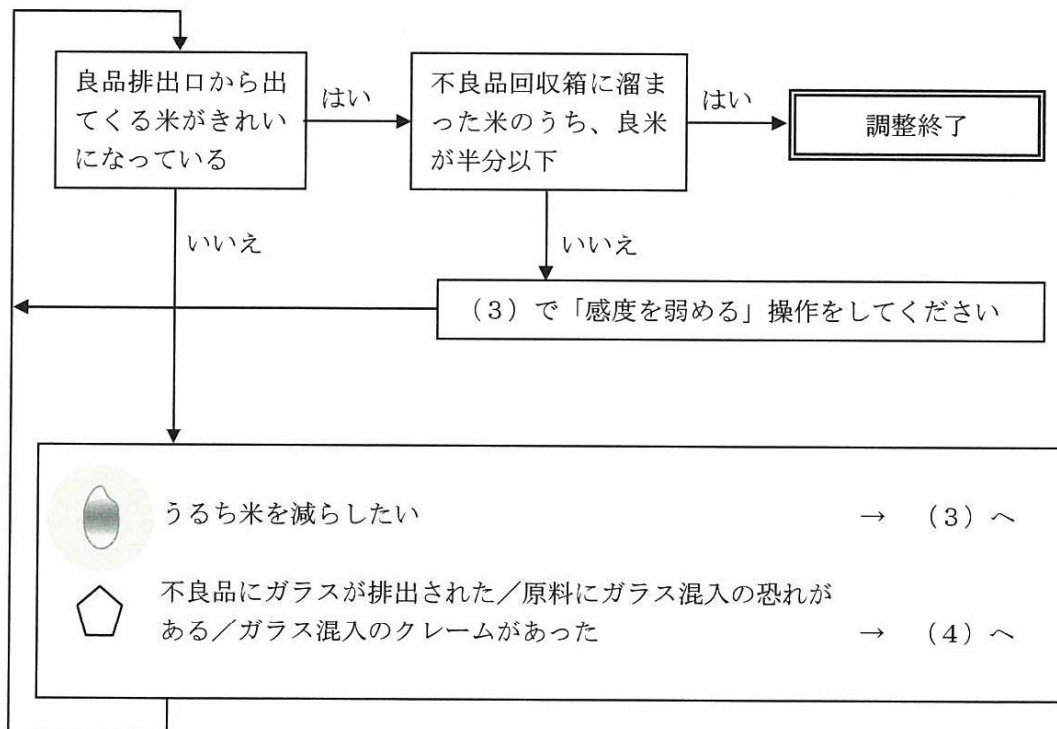 良品排出口から出
てくる米がきれい
になっている
はい
不良品回収箱に溜ま
った米のうち、良米
が半分以下
はい
調整終了
いいえ
いいえ
（３）で「感度を弱める」操作をしてください
うるち米を減らしたい → （３）へ
不良品にガラスが排出された／原料にガラス混入の恐れが
ある／ガラス混入のクレームがあった → （４）へ